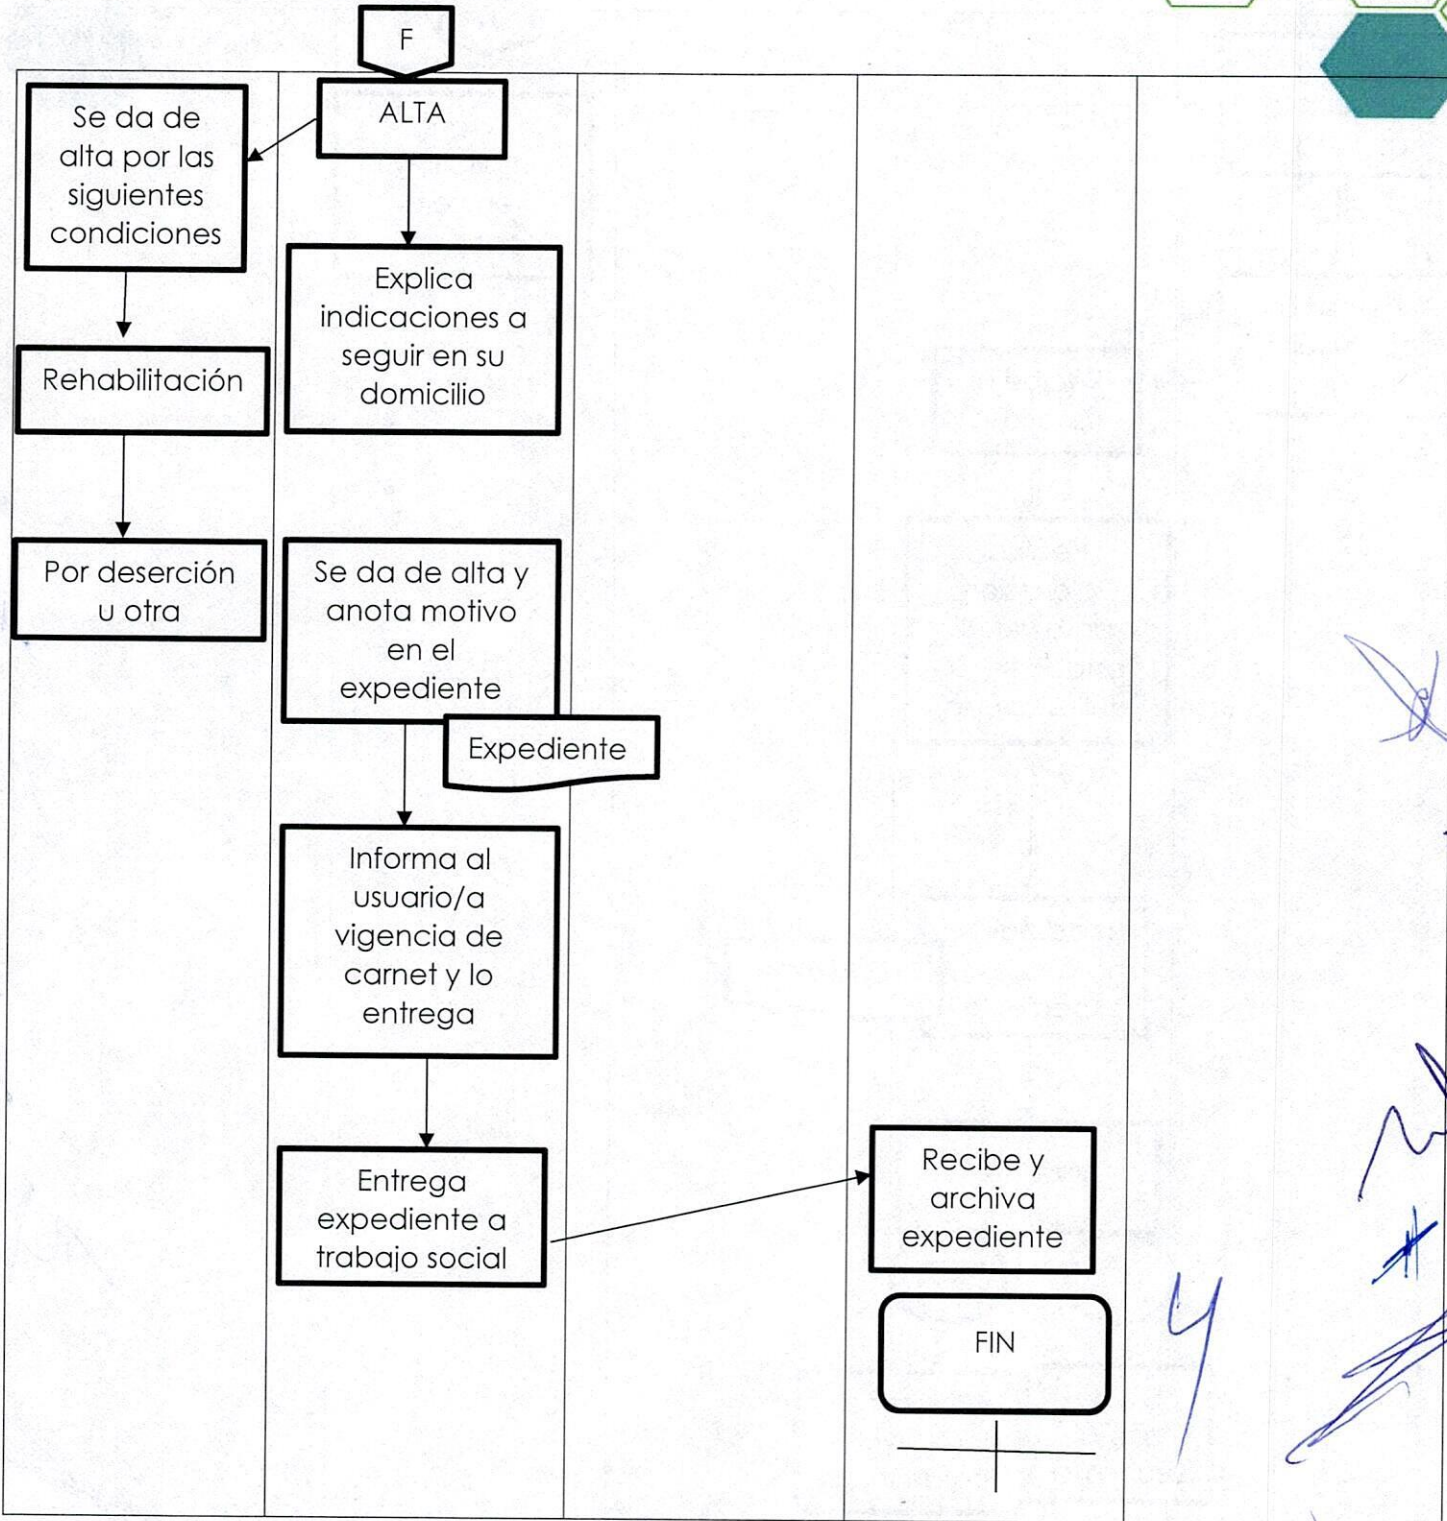 F
ALTA
Se da de
alta por las
siguientes
condiciones
Explica
indicaciones a
seguir en su
domicilio
Rehabilitación
Por deserción
u otra
Se da de alta y
anota motivo
en el
expediente
Expediente
Informa al
usuario/a
vigencia de
carnet y lo
entrega
Entrega
expediente a
trabajo social
Recibe y
archiva
expediente
FIN